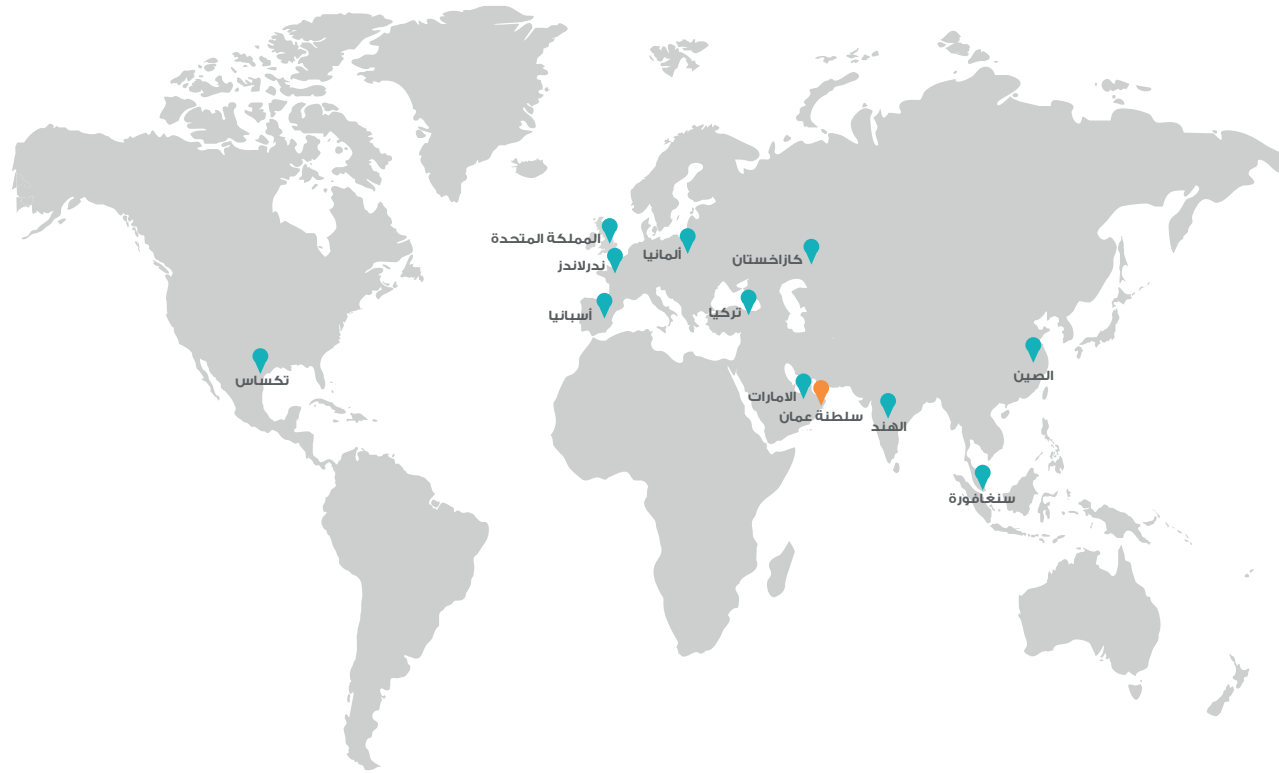 المملكة المتحدة
ألمانيا
كازاخستان
ندرلاندز
تركيا
أسبانيا
الصين
تكساس
الامارات
سلطنة عمان
الهند
سنغافورة